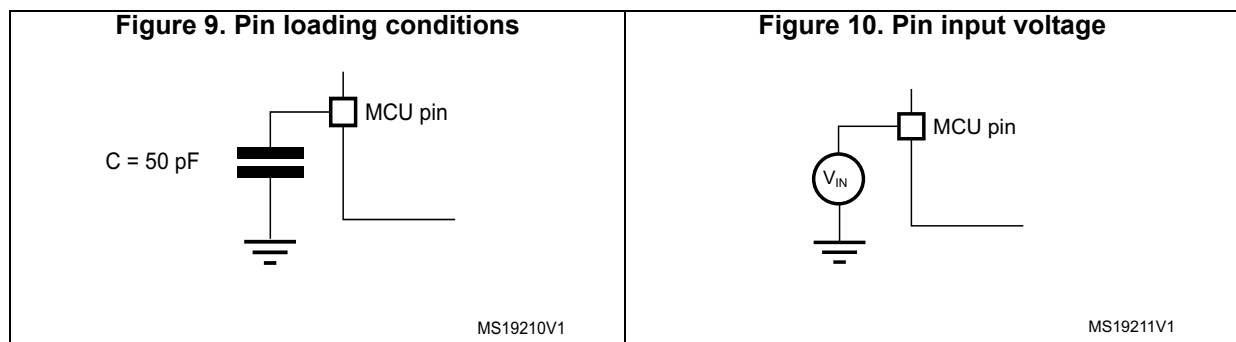 Figure 9. Pin loading conditions
MCU pin
C = 50 pF
MS19210V1
Figure 10. Pin input voltage
MCU pin
VIN
MS19211V1